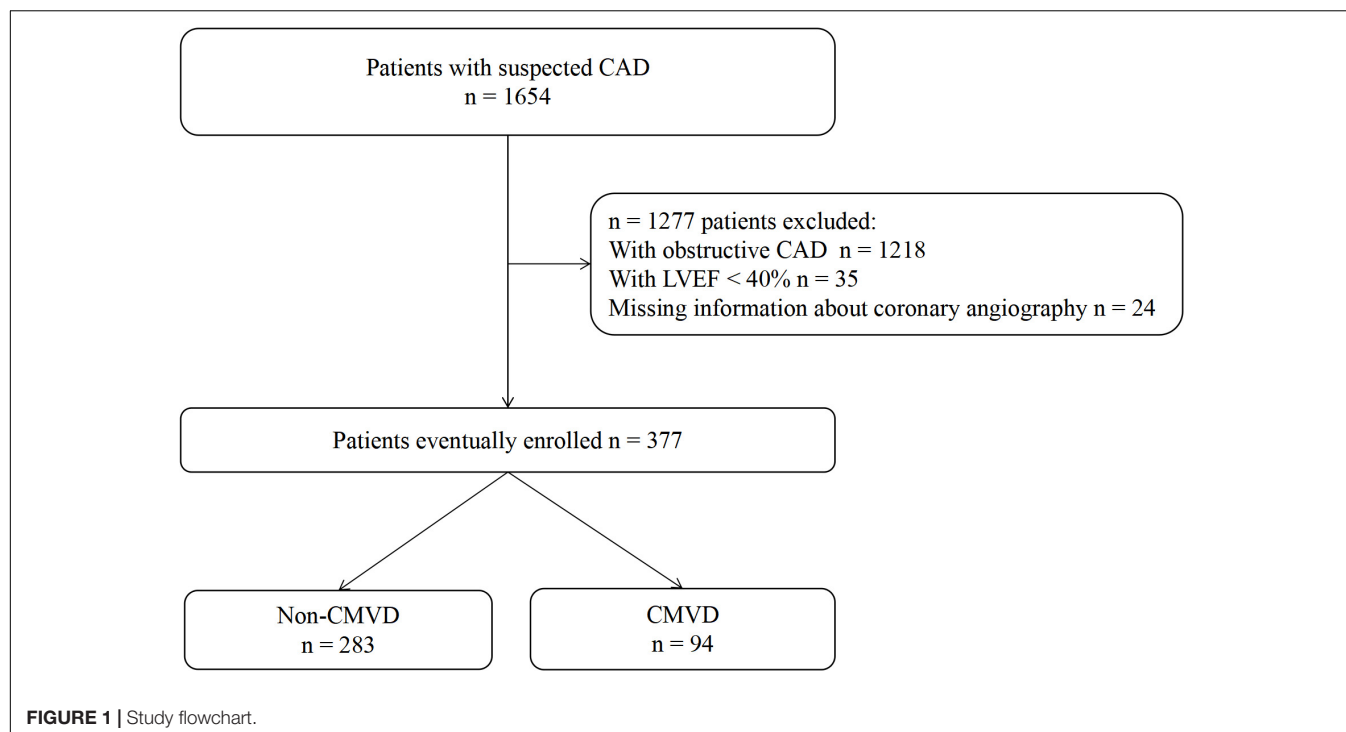 Patients with suspected CAD
n = 1654
n = 1277 patients excluded:
With obstructive CAD n = 1218
With LVEF < 40% n = 35
Missing information about coronary angiography n = 24
Patients eventually enrolled n = 377
Non-CMVD
n = 283
CMVD
n = 94
FIGURE 1 | Study flowchart.